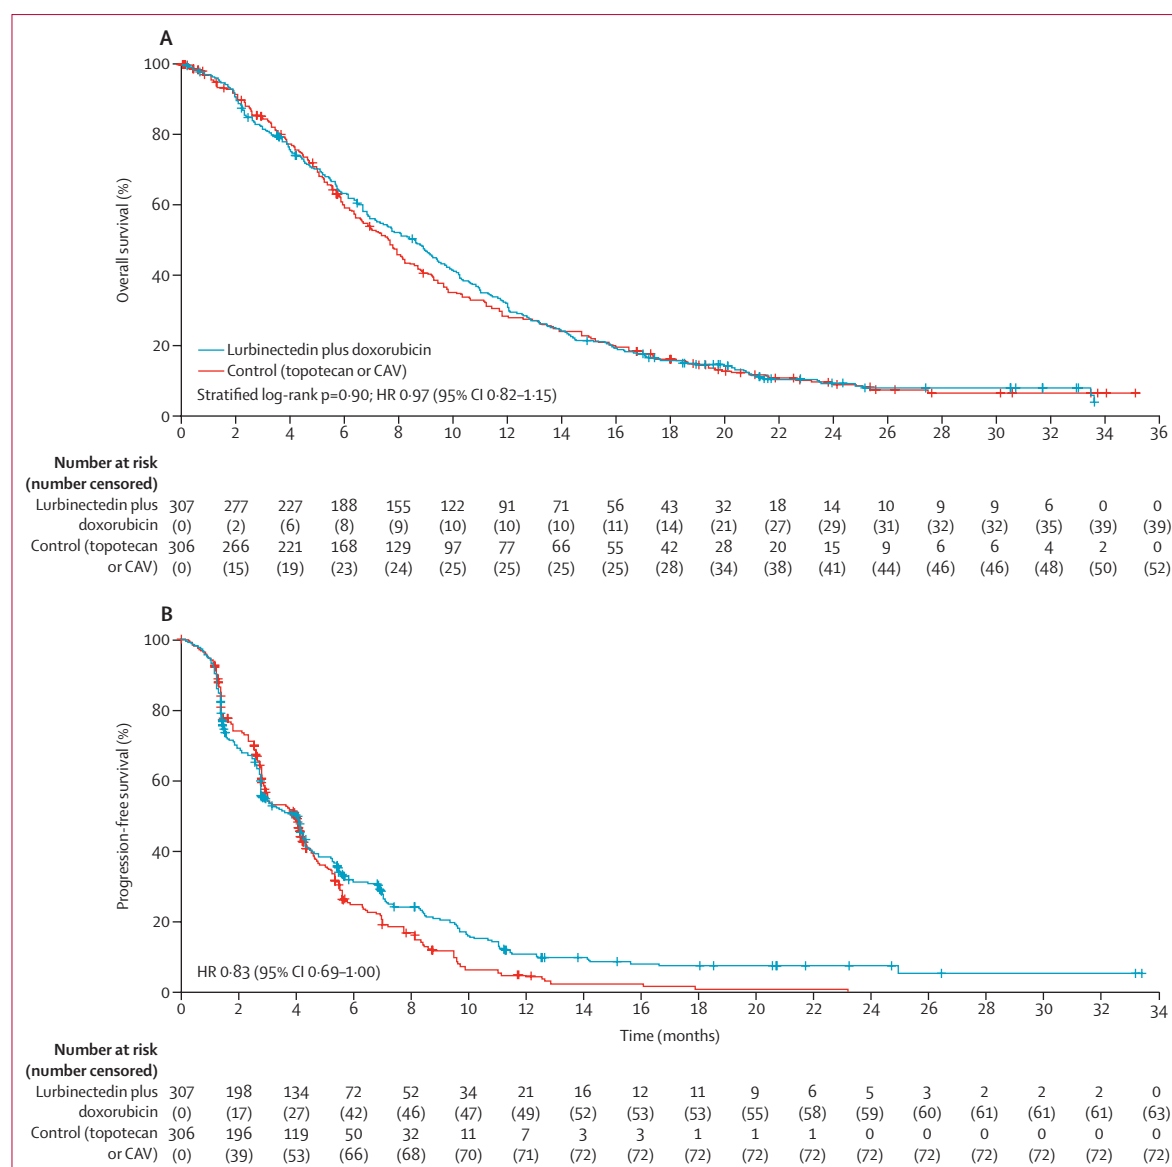 A
100
80
60
40
20
0
Overall survival (%)
Lurbinectedin plus doxorubicin
Control (topotecan or CAV)
Stratified log-rank p=0·90; HR 0·97 (95% CI 0·82–1·15)
0 2 4 6 8 10 12 14 16 18 20 22 24 26 28 30 32 34 36
Number at risk
(number censored)
Lurbinectedin plus 307 277 227 188 155 122 91 71 56 43 32 18 14 10 9 9 6 0 0
doxorubicin (0) (2) (6) (8) (9) (10) (10) (10) (11) (14) (21) (27) (29) (31) (32) (32) (35) (39) (39)
Control (topotecan 306 266 221 168 129 97 77 66 55 42 28 20 15 9 6 6 4 2 0
or CAV) (0) (15) (19) (23) (24) (25) (25) (25) (25) (28) (34) (38) (41) (44) (46) (46) (48) (50) (52)
B
100
80
60
40
20
0
Progression-free survival (%)
HR 0·83 (95% CI 0·69–1·00)
0 2 4 6 8 10 12 14 16 18 20 22 24 26 28 30 32 34
Time (months)
Number at risk
(number censored)
Lurbinectedin plus 307 198 134 72 52 34 21 16 12 11 9 6 5 3 2 2 2 0
doxorubicin (0) (17) (27) (42) (46) (47) (49) (52) (53) (53) (55) (58) (59) (60) (61) (61) (61) (63)
Control (topotecan 306 196 119 50 32 11 7 3 3 1 1 1 0 0 0 0 0 0
or CAV) (0) (39) (53) (66) (68) (70) (71) (72) (72) (72) (72) (72) (72) (72) (72) (72) (72) (72)